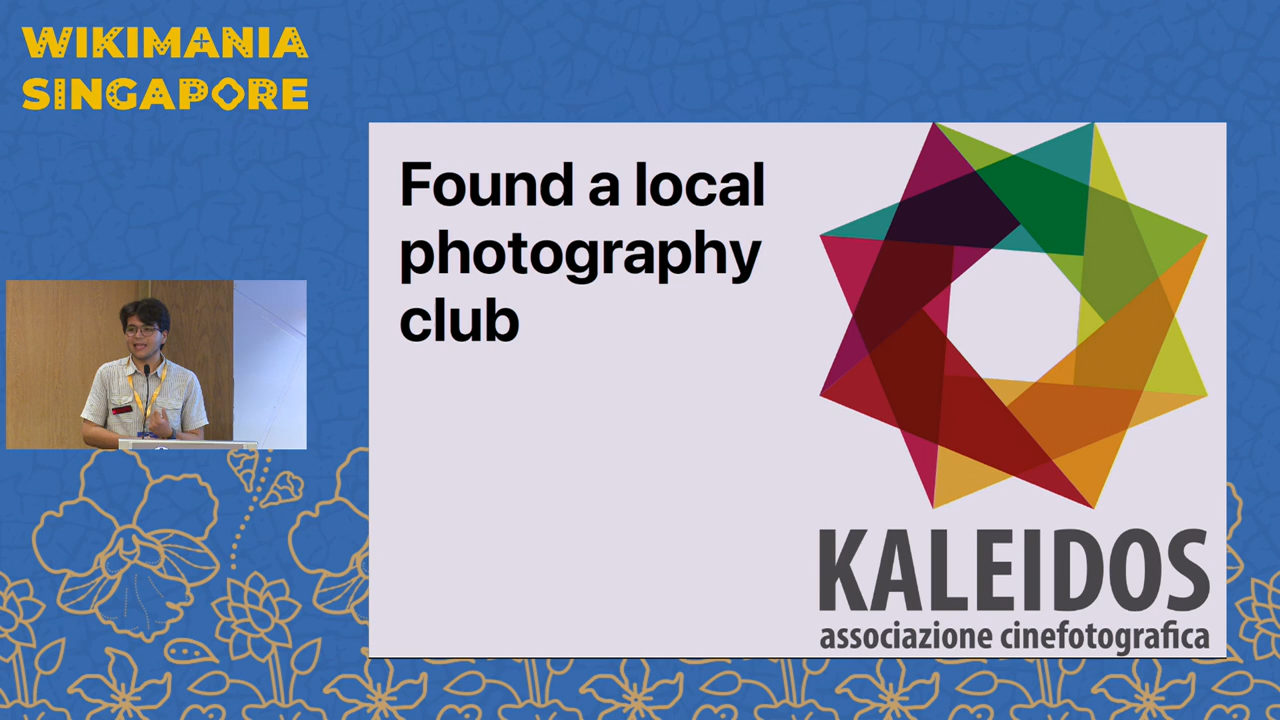 WIKIMANIA
SINGAPORE
Found a local
photography
club
KALEIDOS
associazione cinefotografica